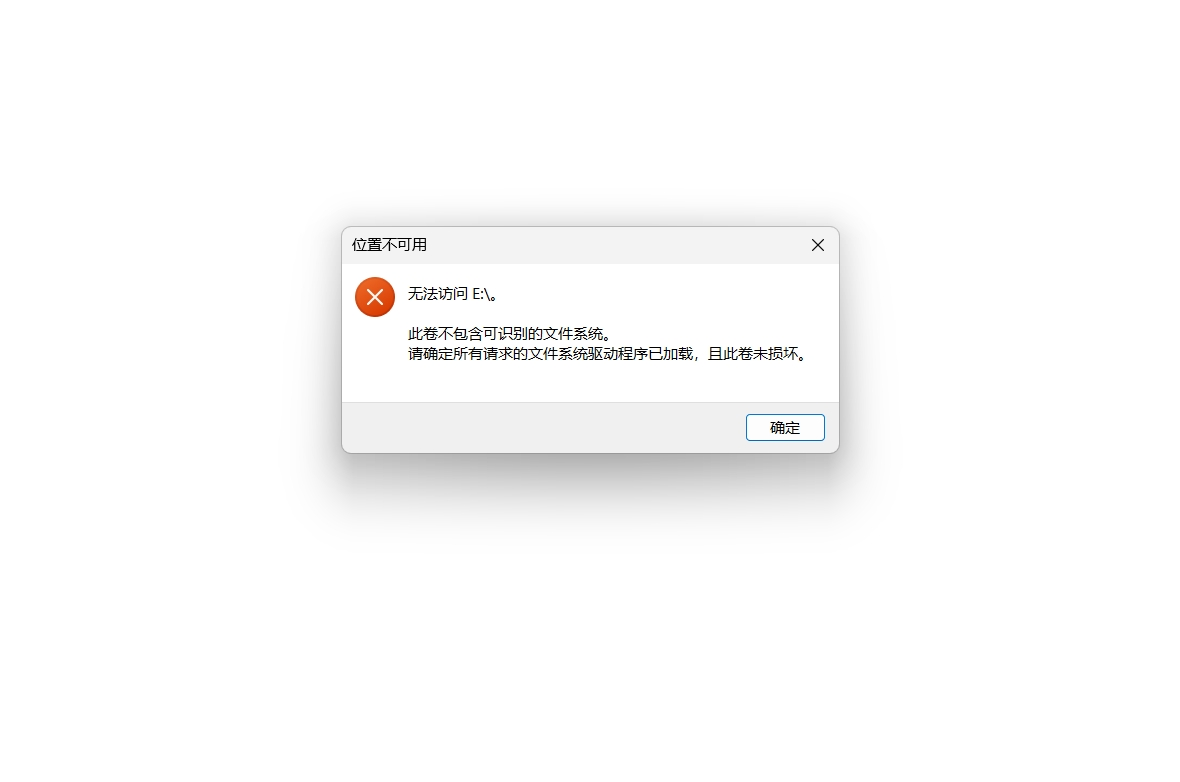 位置不可用
无法访问 E:\。
此卷不包含可识别的文件系统。
请确定所有请求的文件系统驱动程序已加载，且此卷未损坏。
确定